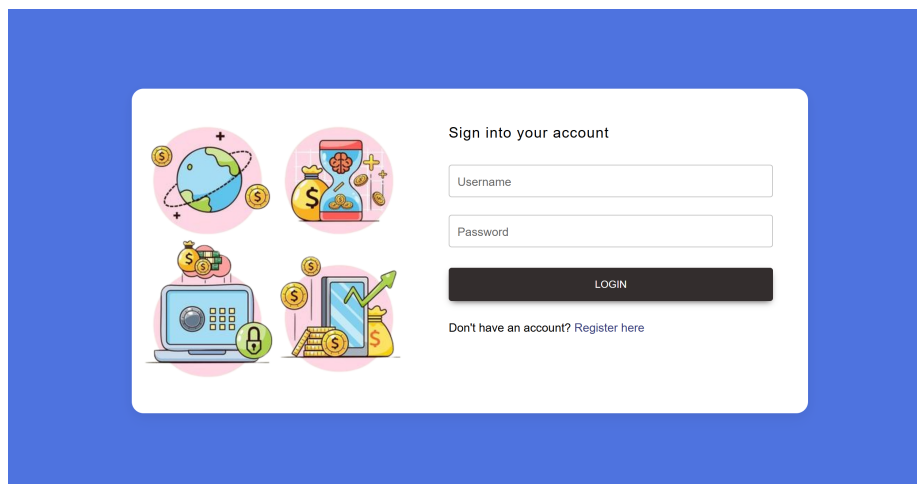 Sign into your account
Username
Password
LOGIN
Don't have an account? Register here